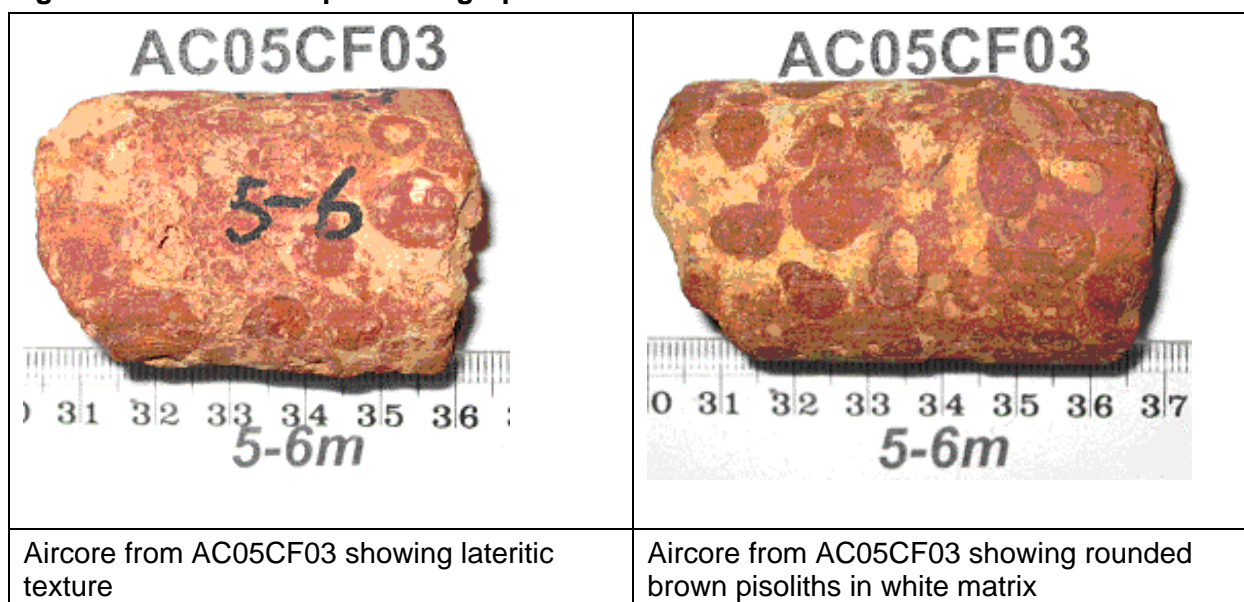 AC05CF03
5-6
31 32 33 34 35 36
5-6m
Aircore from AC05CF03 showing lateritic
texture
AC05CF03
0 31 32 33 34 35 36 37
5-6m
Aircore from AC05CF03 showing rounded
brown pisoliths in white matrix